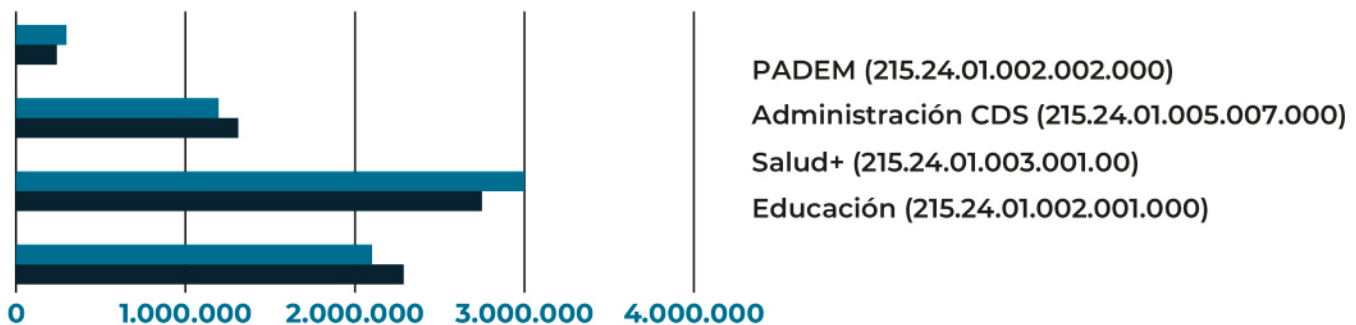 PADEM (215.24.01.002.002.000)
Administración CDS (215.24.01.005.007.000)
Salud+ (215.24.01.003.001.00)
Educación (215.24.01.002.001.000)
0 1.000.000 2.000.000 3.000.000 4.000.000